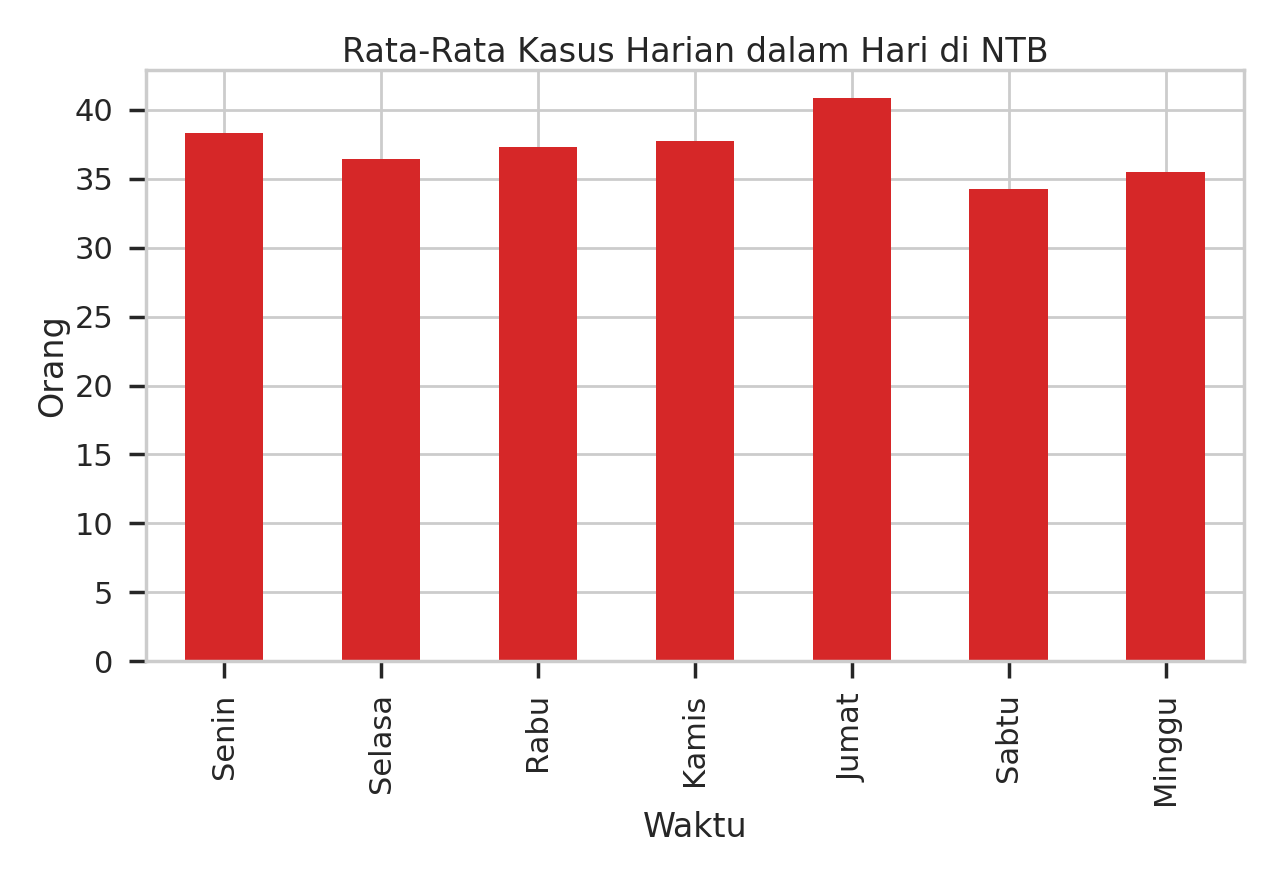 Rata-Rata Kasus Harian dalam Hari di NTB
Orang
40
35
30
25
20
15
10
5
0
Senin
Selasa
Rabu
Kamis
Jumat
Sabtu
Minggu
Waktu